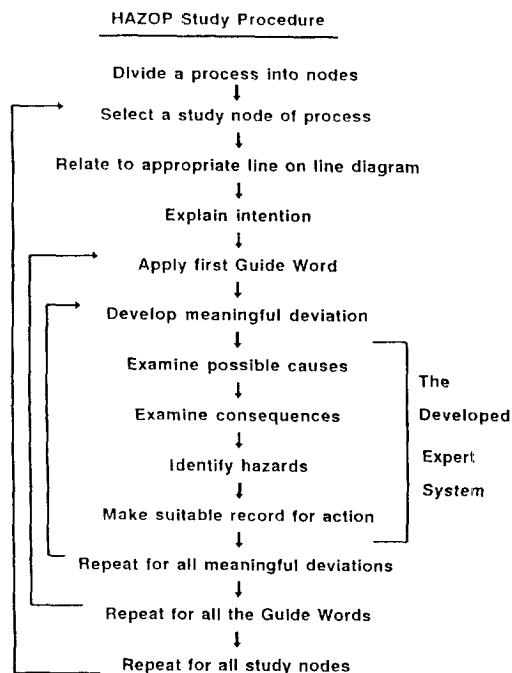 HAZOP Study Procedure
Divide a process into nodes
Select a study node of process
Relate to appropriate line on line diagram
Explain intention
Apply first Guide Word
Develop meaningful deviation
Examine possible causes
Examine consequences
Identify hazards
Make suitable record for action
The
Developed
Expert
System
Repeat for all meaningful deviations
Repeat for all the Guide Words
Repeat for all study nodes